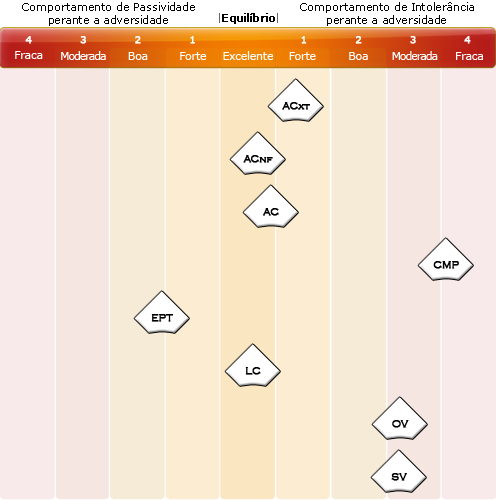 Comportamento de Passividade
perante a adversidade
|Equilíbrio|
Comportamento de Intolerância
perante a adversidade
4 3 2 1 1 2 3 4
Fraca Moderada Boa Forte Excelente Forte Boa Moderada Fraca
ACXT
ACNF
AC
CMP
EPT
LC
OV
SV